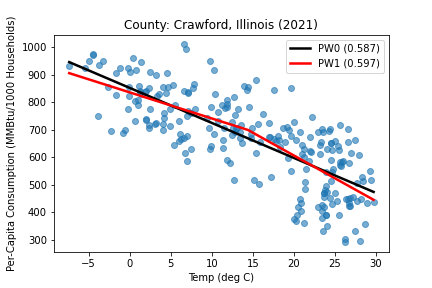 County: Crawford, Illinois (2021)
Per-Capita Consumption (MMBtu/1000 Households)
1000
900
800
700
600
500
400
300
PW0 (0.587)
PW1 (0.597)
−5 0 5 10 15 20 25 30
Temp (deg C)